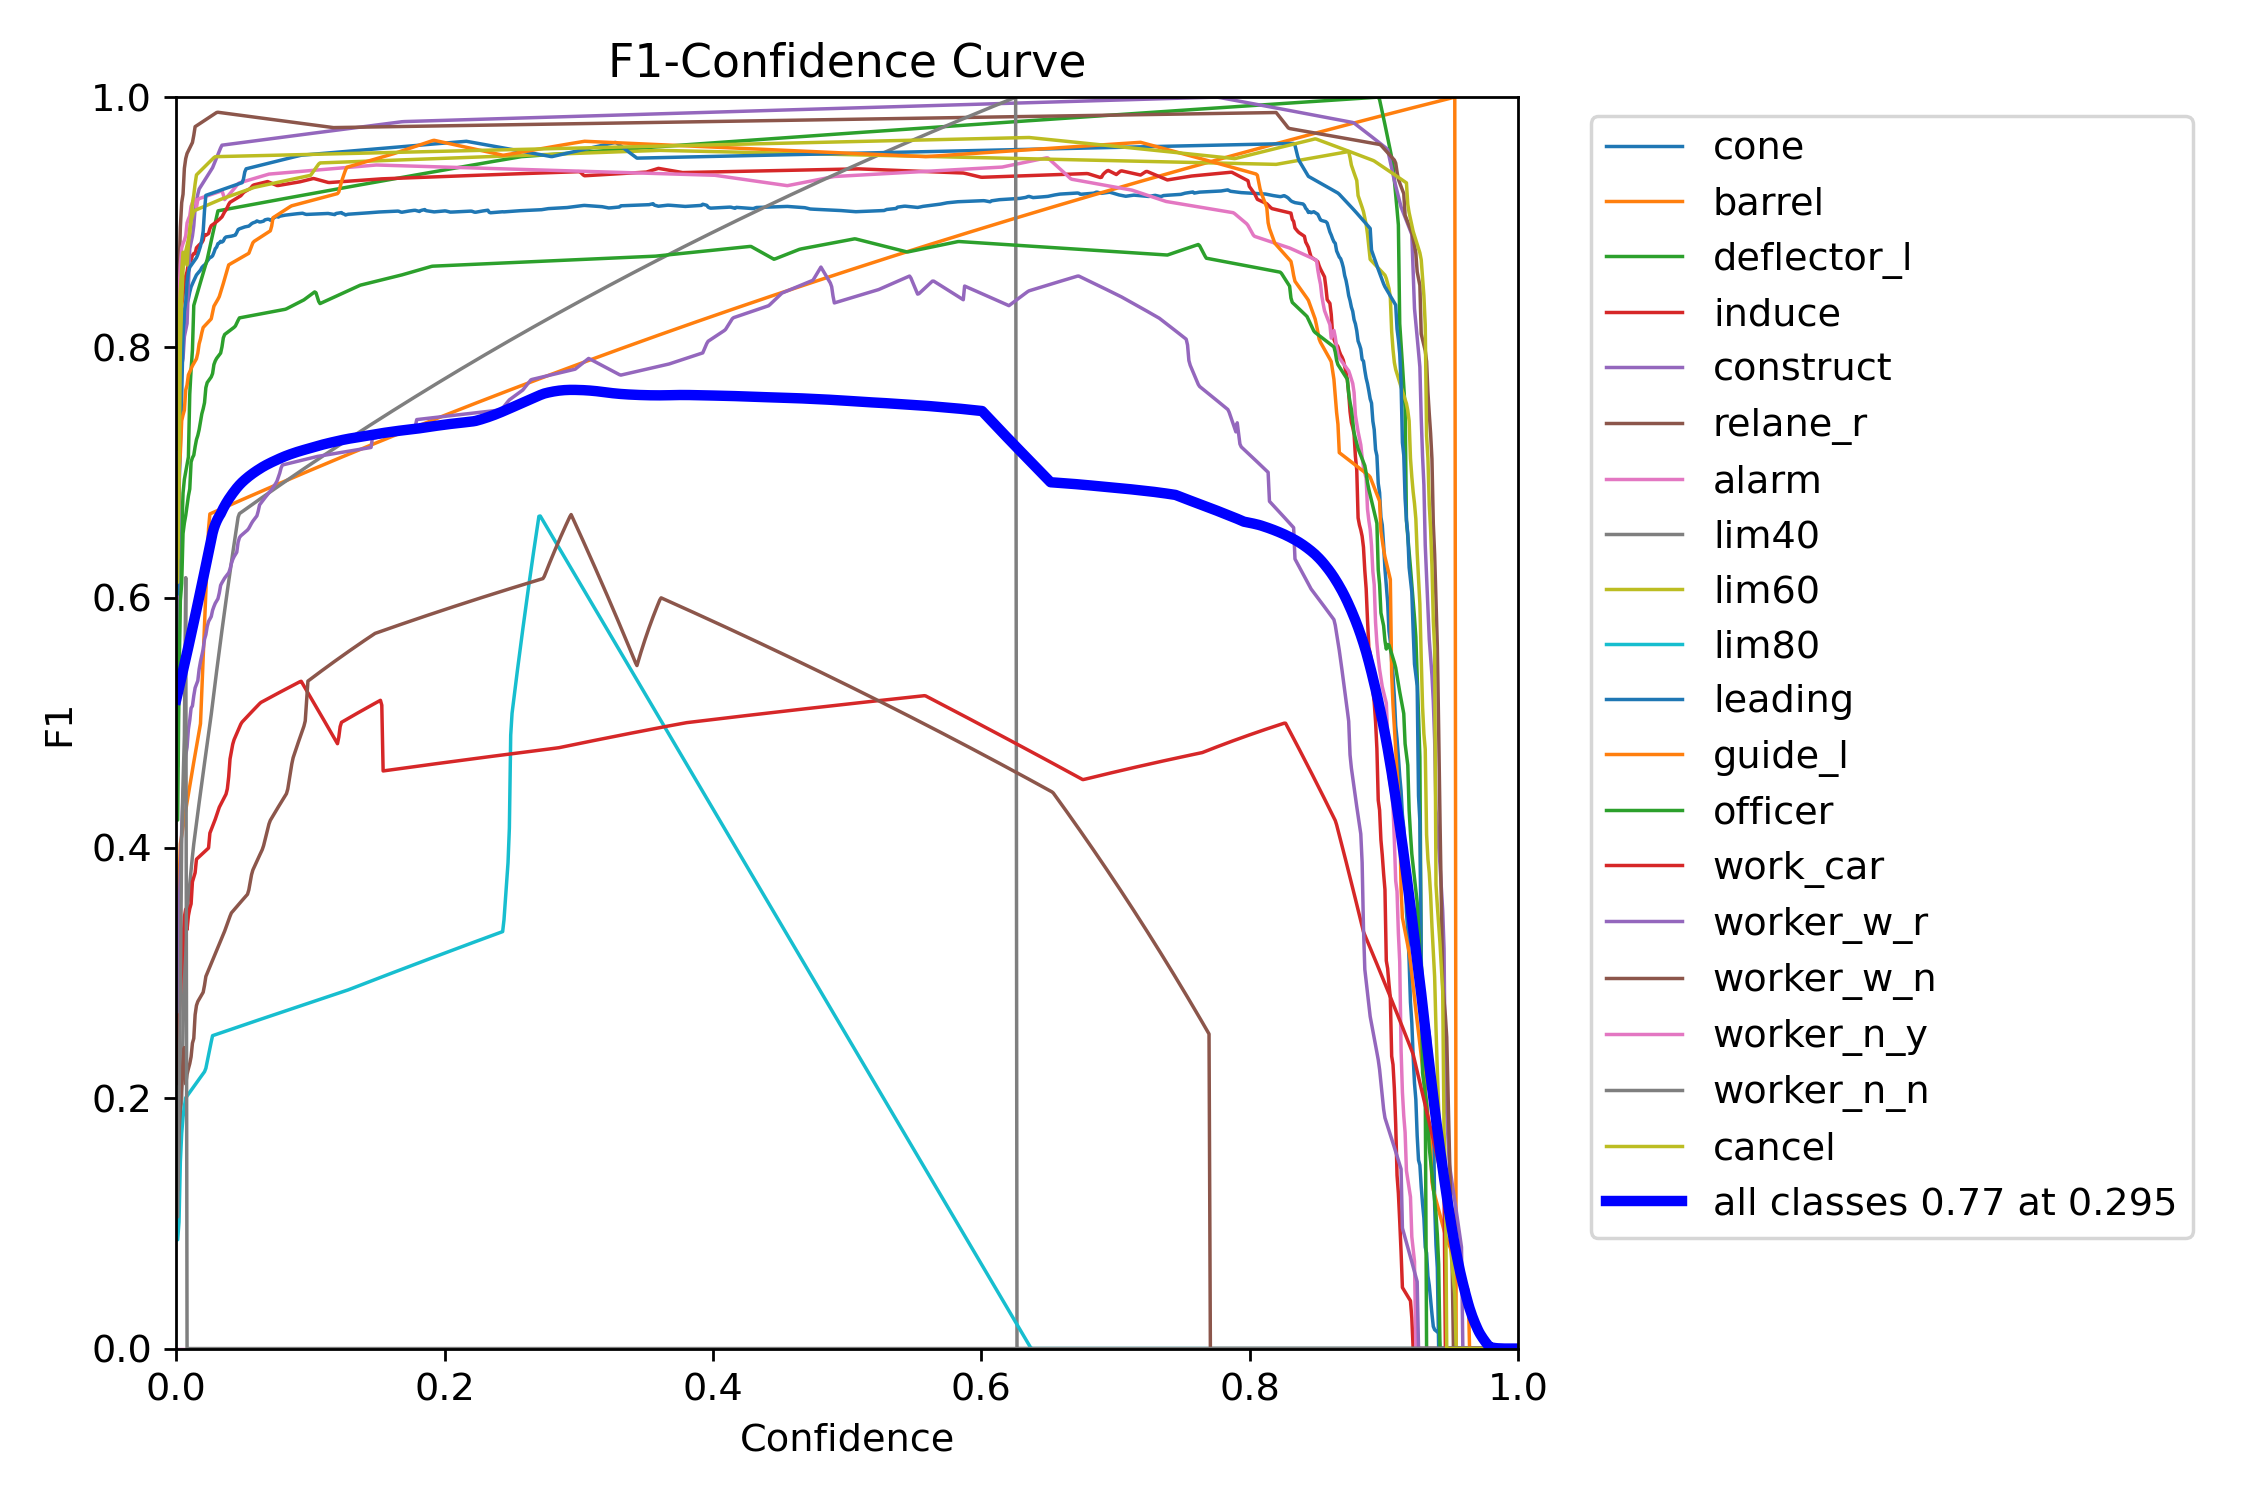 F1-Confidence Curve
1.0
0.8
0.6
0.4
0.2
0.0
F1
0.0 0.2 0.4 0.6 0.8 1.0
Confidence
cone
barrel
deflector_l
induce
construct
relane_r
alarm
lim40
lim60
lim80
leading
guide_l
officer
work_car
worker_w_r
worker_w_n
worker_n_y
worker_n_n
cancel
all classes 0.77 at 0.295